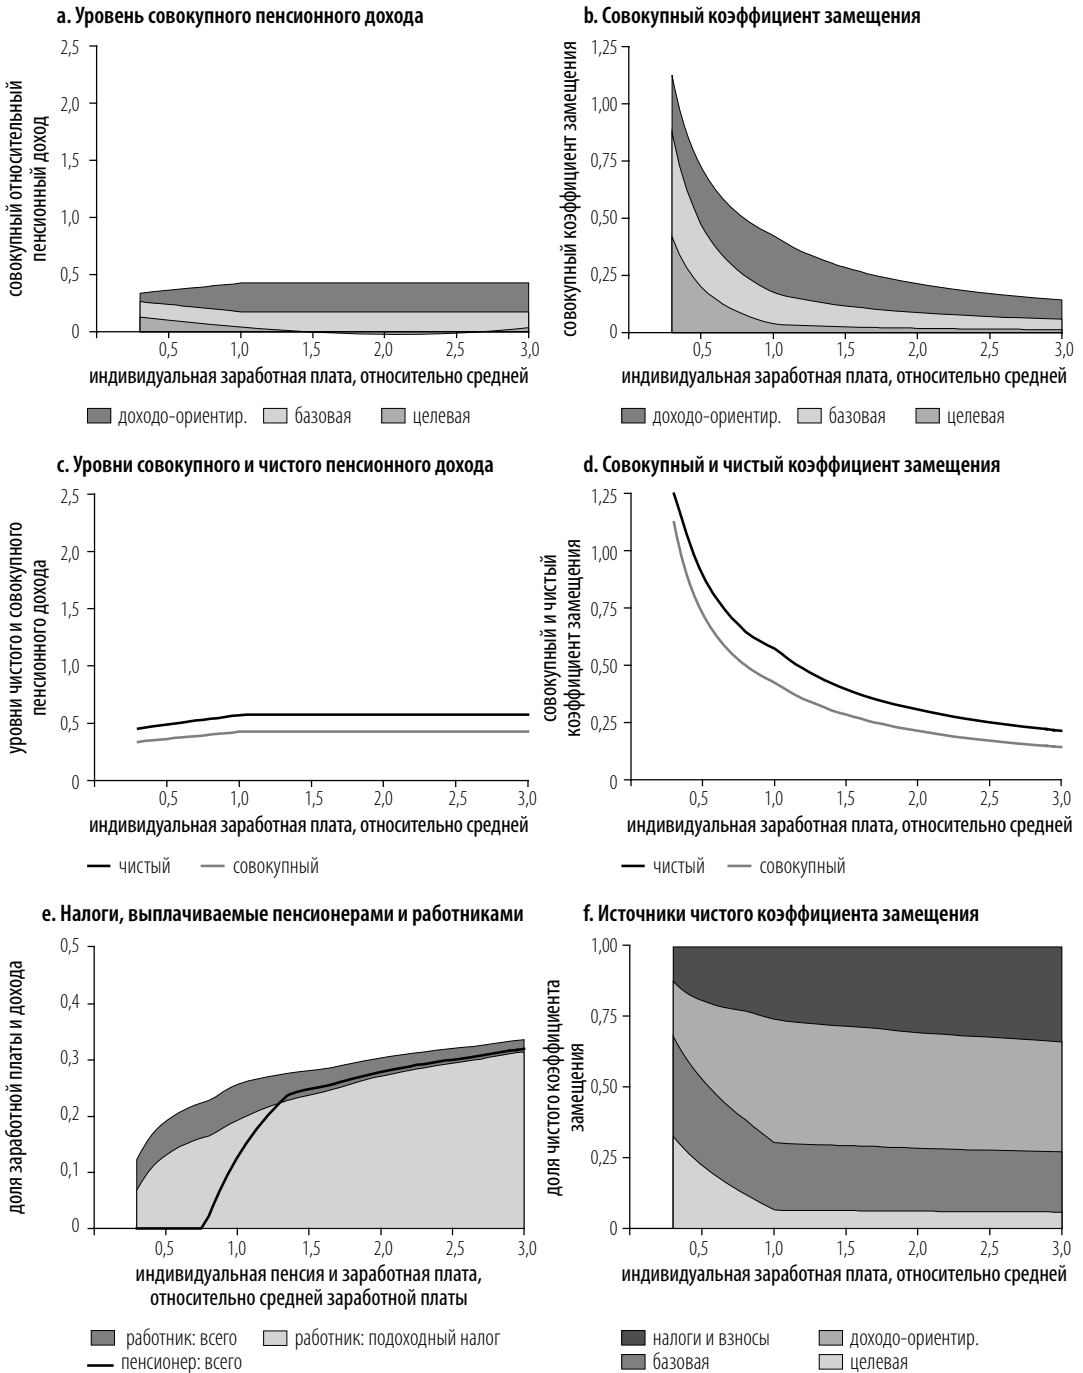 a. Уровень совокупного пенсионного дохода
совокупный относительный
пенсионный доход
2,5
2,0
1,5
1,0
0,5
0
0,5
1,0
1,5
2,0
2,5
3,0
индивидуальная заработная плата, относительно средней
доходо-ориентир.
базовая
целевая
b. Совокупный коэффициент замещения
совокупный коэффициент замещения
1,25
1,00
0,75
0,50
0,25
0
0,5
1,0
1,5
2,0
2,5
3,0
индивидуальная заработная плата, относительно средней
доходо-ориентир.
базовая
целевая
c. Уровни совокупного и чистого пенсионного дохода
уровни чистого и совокупного
пенсионного дохода
2,5
2,0
1,5
1,0
0,5
0
0,5
1,0
1,5
2,0
2,5
3,0
индивидуальная заработная плата, относительно средней
чистый
совокупный
d. Совокупный и чистый коэффициент замещения
совокупный и чистый
коэффициент замещения
1,25
1,00
0,75
0,50
0,25
0
0,5
1,0
1,5
2,0
2,5
3,0
индивидуальная заработная плата, относительно средней
чистый
совокупный
e. Налоги, выплачиваемые пенсионерами и работниками
доля заработной платы и дохода
0,5
0,4
0,3
0,2
0,1
0
0,5
1,0
1,5
2,0
2,5
3,0
индивидуальная пенсия и заработная плата,
относительно средней заработной платы
работник: всего
работник: подоходный налог
пенсионер: всего
f. Источники чистого коэффициента замещения
доля чистого коэффициента
замещения
1,00
0,75
0,50
0,25
0
0,5
1,0
1,5
2,0
2,5
3,0
индивидуальная заработная плата, относительно средней
налоги и взносы
доходо-ориентир.
базовая
целевая